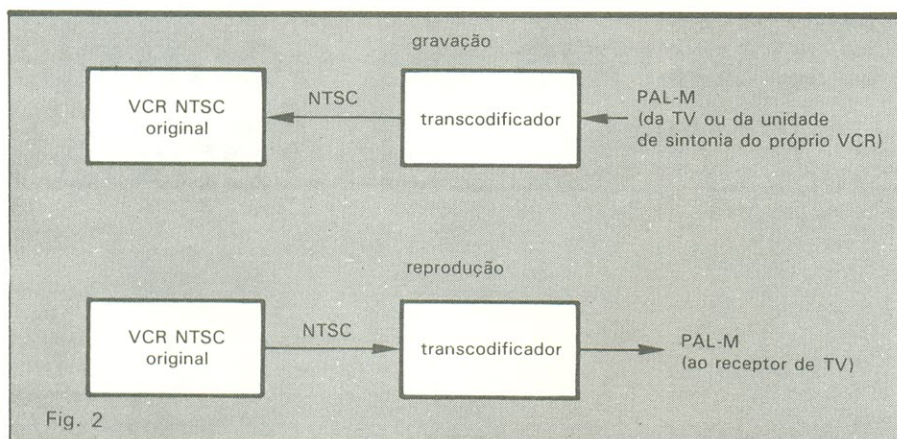 gravação
VCR NTSC
original
NTSC
transcodificador
PAL-M
(da TV ou da unidade
de sintonia do próprio VCR)
reprodução
VCR NTSC
original
NTSC
transcodificador
PAL-M
(ao receptor de TV)
Fig. 2